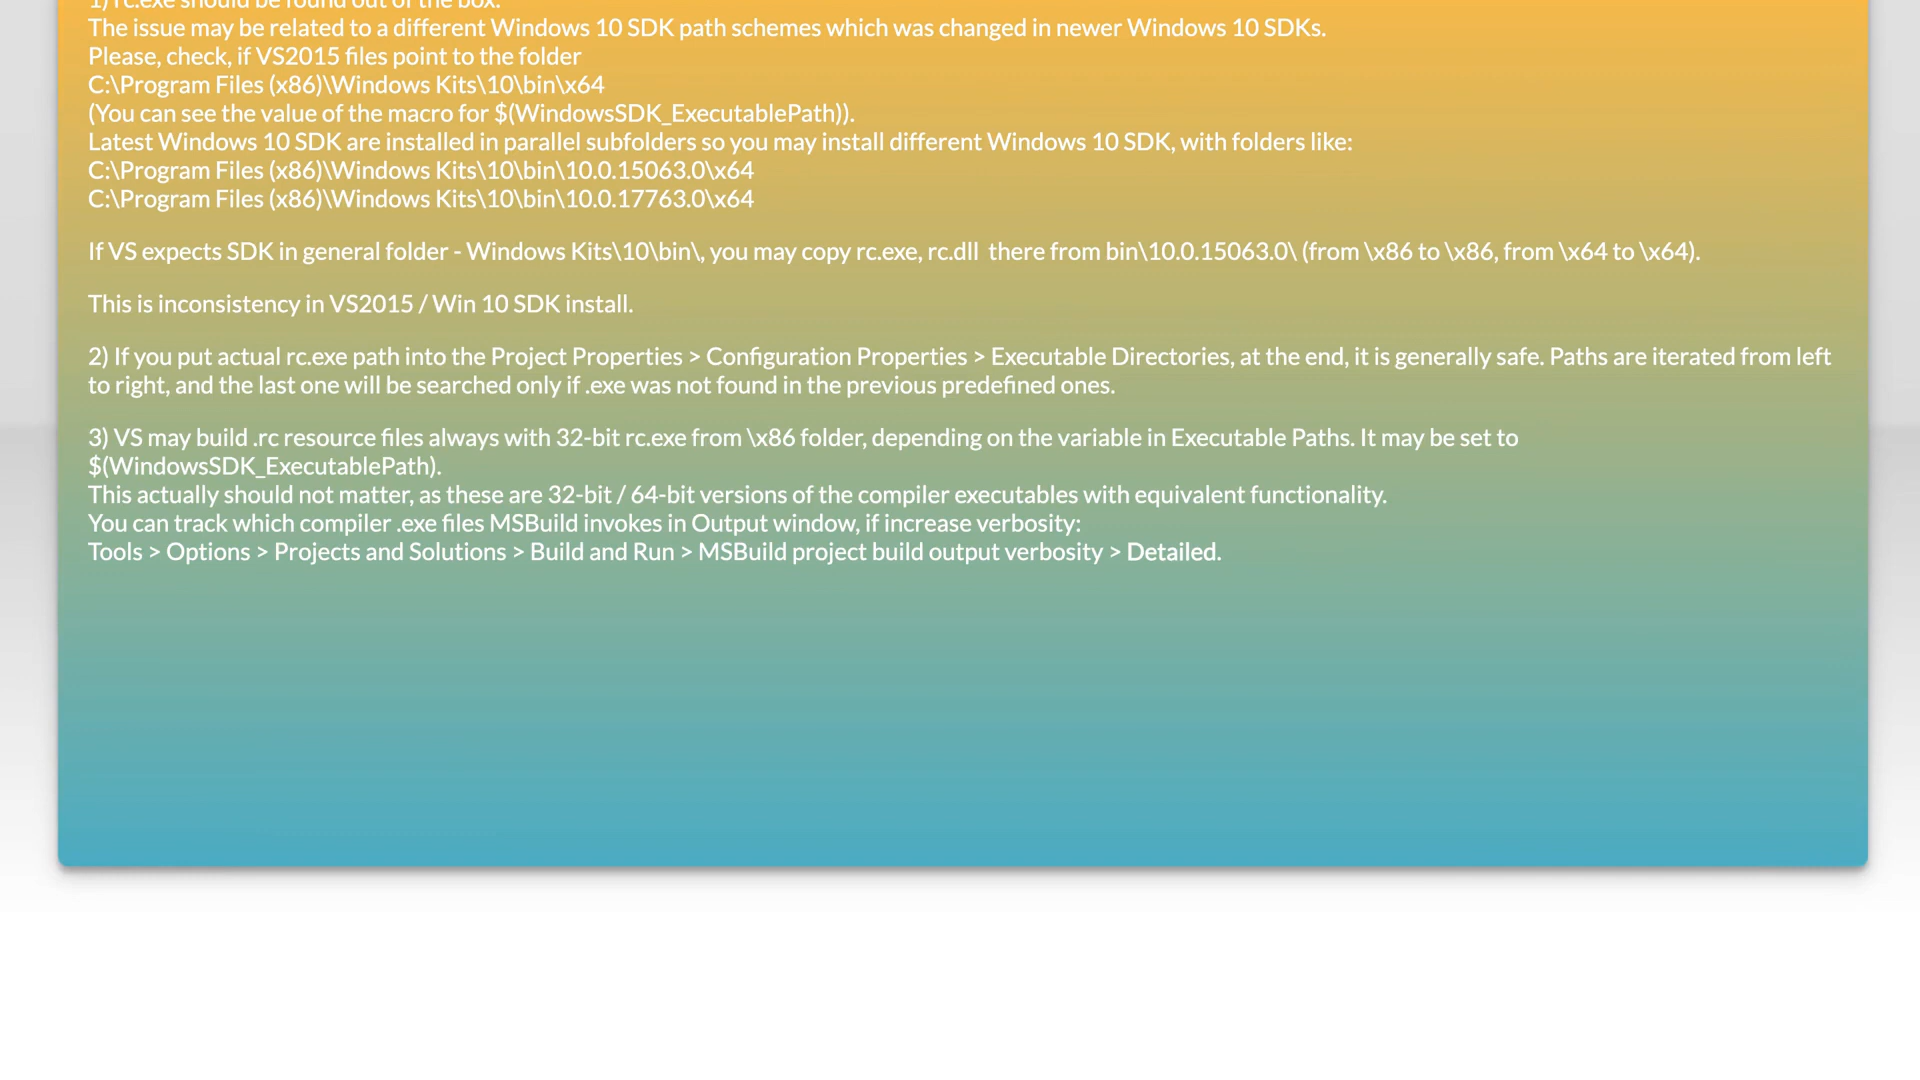 1) rc.exe should be found out of the box.
The issue may be related to a different Windows 10 SDK path schemes which was changed in newer Windows 10 SDKs.
Please, check, if VS2015 files point to the folder
C:\Program Files (x86)\Windows Kits\10\bin\x64
(You can see the value of the macro for $(WindowsSDK_ExecutablePath)).
Latest Windows 10 SDK are installed in parallel subfolders so you may install different Windows 10 SDK, with folders like:
C:\Program Files (x86)\Windows Kits\10\bin\10.0.15063.0\x64
C:\Program Files (x86)\Windows Kits\10\bin\10.0.17763.0\x64
If VS expects SDK in general folder - Windows Kits\10\bin\, you may copy rc.exe, rc.dll  there from bin\10.0.15063.0\ (from \x86 to \x86, from \x64 to \x64).
This is inconsistency in VS2015 / Win 10 SDK install.
2) If you put actual rc.exe path into the Project Properties > Configuration Properties > Executable Directories, at the end, it is generally safe. Paths are iterated from left
to right, and the last one will be searched only if .exe was not found in the previous predefined ones.
3) VS may build .rc resource files always with 32-bit rc.exe from \x86 folder, depending on the variable in Executable Paths. It may be set to
$(WindowsSDK_ExecutablePath).
This actually should not matter, as these are 32-bit / 64-bit versions of the compiler executables with equivalent functionality.
You can track which compiler .exe files MSBuild invokes in Output window, if increase verbosity:
Tools > Options > Projects and Solutions > Build and Run > MSBuild project build output verbosity > Detailed.